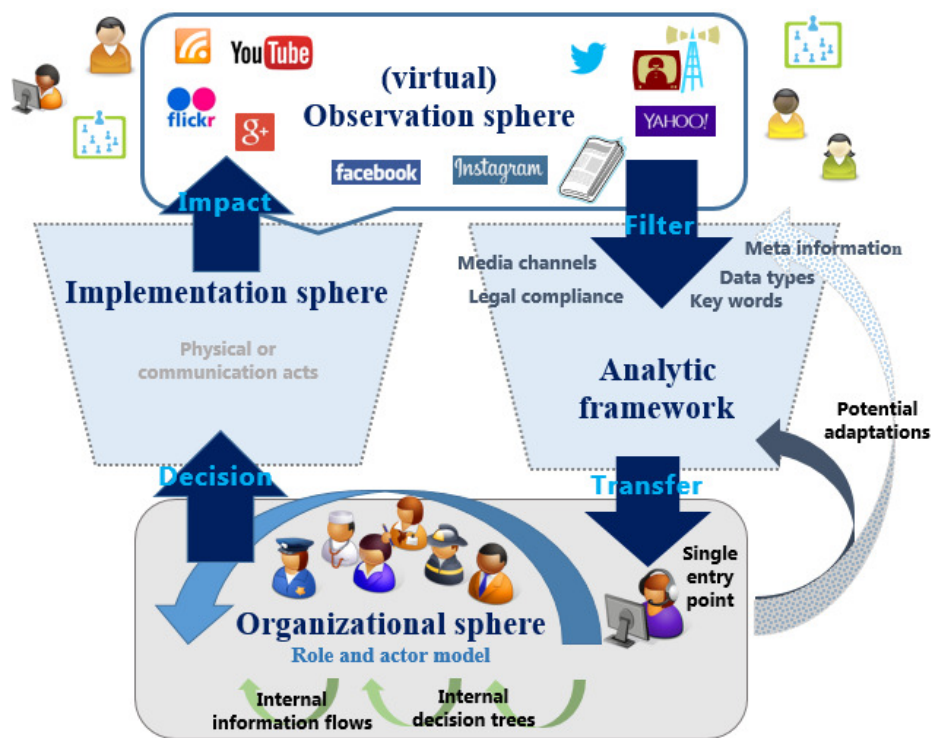 YouTube
flickr
g+
(virtual)
Observation sphere
facebook
Instagram
YAHOO!
Impact
Filter
Implementation sphere
Physical or
communication acts
Media channels
Legal compliance
Meta information
Data types
Key words
Analytic
framework
Potential
adaptations
Decision
Transfer
Single
entry
point
Organizational sphere
Role and actor model
Internal
information flows
Internal
decision trees